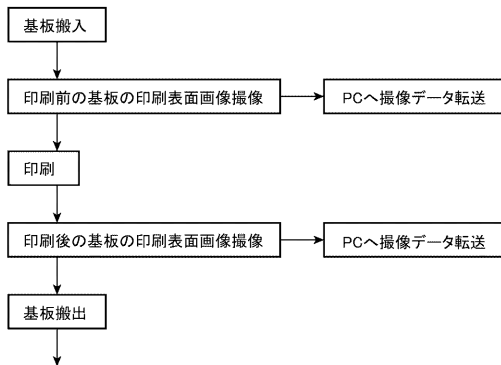 基板搬入
印刷前の基板の印刷表面画像撮像
PCへ撮像データ転送
印刷
印刷後の基板の印刷表面画像撮像
PCへ撮像データ転送
基板搬出